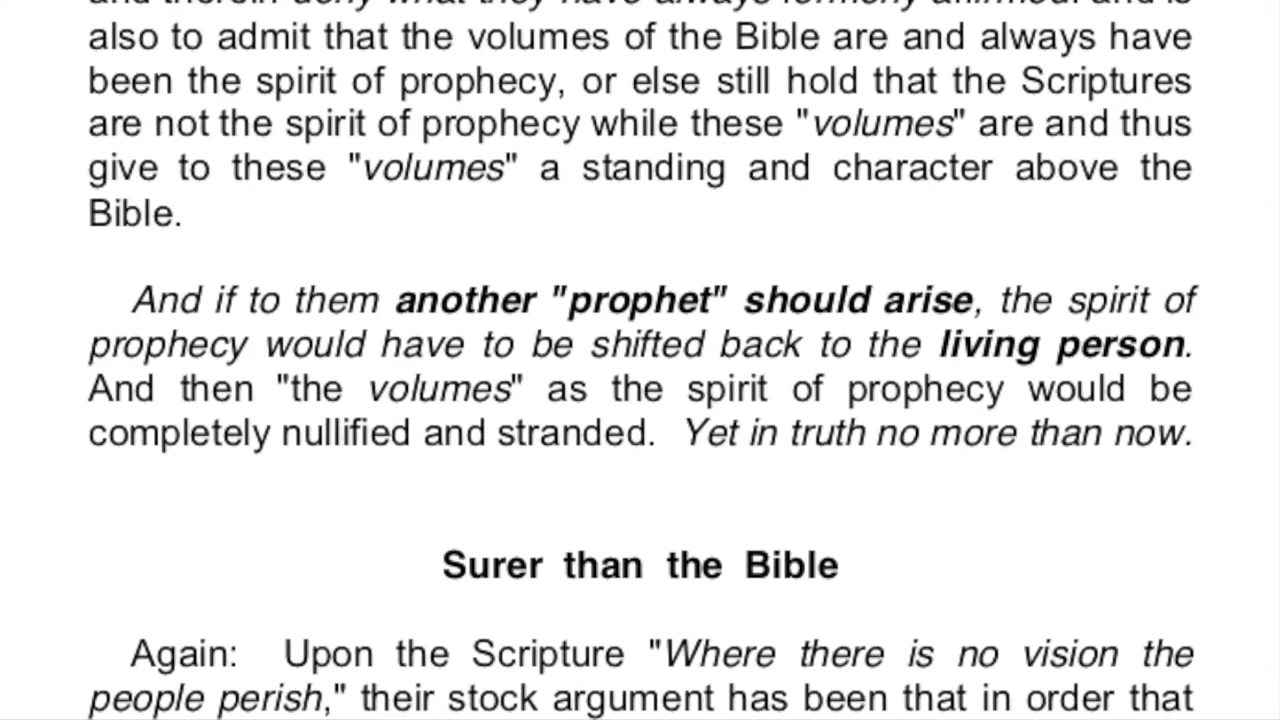 also to admit that the volumes of the Bible are and always have
been the spirit of prophecy, or else still hold that the Scriptures
are not the spirit of prophecy while these "volumes" are and thus
give to these "volumes" a standing and character above the
Bible.
And if to them another "prophet" should arise, the spirit of
prophecy would have to be shifted back to the living person.
And then "the volumes" as the spirit of prophecy would be
completely nullified and stranded. Yet in truth no more than now.
Surer than the Bible
Again: Upon the Scripture "Where there is no vision the
people perish," their stock argument has been that in order that